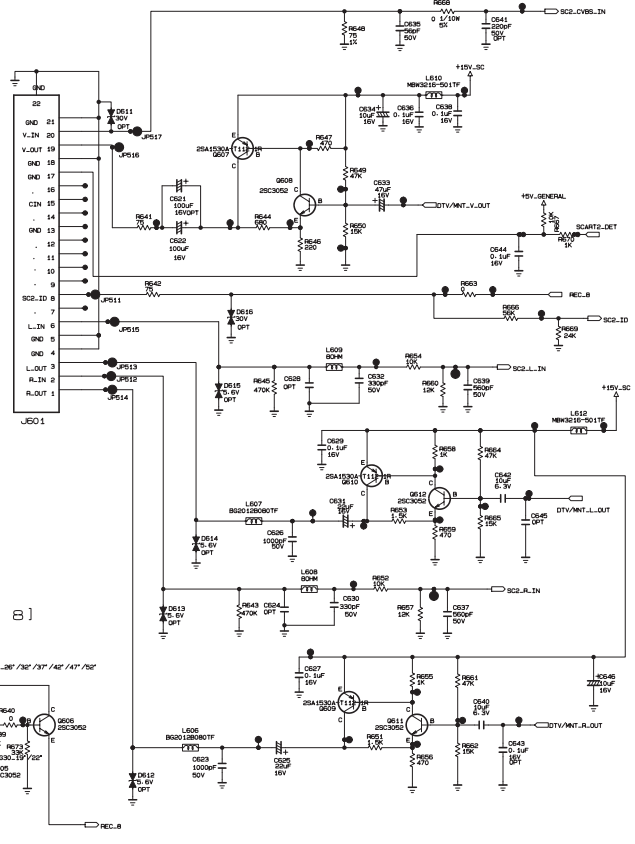 R668
0 1/10W
5%
SC2_CVBS_IN
R648
75
1%
C635
56pF
50V
C641
220pF
50V
OPT
+15V_SC
L610
MBW3216-501TF
GND
22
GND 21
V_IN 20
V_OUT 19
GND 18
GND 17
. 16
CIN 15
. 14
GND 13
. 12
. 11
. 10
. 9
SC2_ID 8
. 7
L_IN 6
GND 5
GND 4
L_OUT 3
R_IN 2
R_OUT 1
J601
D611
30V
OPT
JP517
JP516
C634
10uF
16V
C636
0.1uF
16V
C638
0.1uF
16V
E
B
C
2SA1530A-T112-1R
Q607
R647
470
Q608
2SC3052
C
B
E
R649
47K
C633
47uF
16V
DTV/MNT_V_OUT
C621
100uF
16VOPT
R641
75
C622
100uF
16V
R644
680
R646
220
R650
15K
+5V_GENERAL
R667
10K
R670
1K
SCART2_DET
C644
0.1uF
16V
JP511
R642
75
R663
0
REC_8
D616
30V
OPT
R666
56K
SC2_ID
R669
24K
JP515
JP513
JP512
JP514
L609
80HM
R654
10K
SC2_L_IN
D615
5.6V
OPT
R645
470K
C628
OPT
C632
330pF
50V
R660
12K
C639
560pF
50V
+15V_SC
L612
MBW3216-501TF
C629
0.1uF
16V
E
B
C
2SA1530A-T112-1R
Q610
R658
1K
R664
47K
Q612
2SC3052
C
B
E
C642
10uF
6.3V
DTV/MNT_L_OUT
L607
BG2012B080TF
C631
22uF
16V
R653
1.5K
R659
470
R665
15K
C645
OPT
D614
5.6V
OPT
C626
1000pF
50V
L608
80HM
R652
10K
SC2_R_IN
D613
5.6V
OPT
R643
470K
C624
OPT
C630
330pF
50V
R657
12K
C637
560pF
50V
8]
_26"/32"/37"/42"/47"/52"
C627
0.1uF
16V
E
B
C
2SA1530A-T112-1R
Q609
R655
1K
R661
47K
C646
10uF
16V
Q611
2SC3052
C
B
E
C640
10uF
6.3V
DTV/MNT_R_OUT
R640
0
B
C
E
Q606
2SC3052
R673
33K
G30_19"/22"
SC3052
L606
BG2012B080TF
C623
1000pF
50V
C625
22uF
16V
R651
1.5K
R656
470
R662
15K
C643
0.1uF
16V
OPT
D612
5.6V
OPT
REC_8